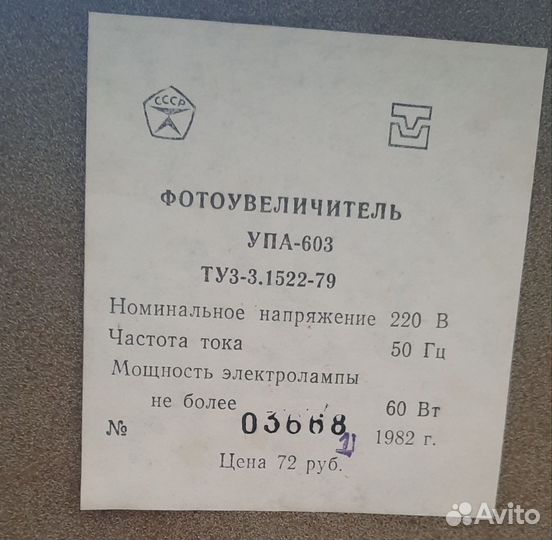 СССР
ФОТОУВЕЛИЧИТЕЛЬ
УПА-603
ТУ3-3.1522-79
Номинальное напряжение 220 В
Частота тока 50 Гц
Мощность электролампы
не более 60 Вт
№ 03668 1982 г.
Цена 72 руб.
Avito